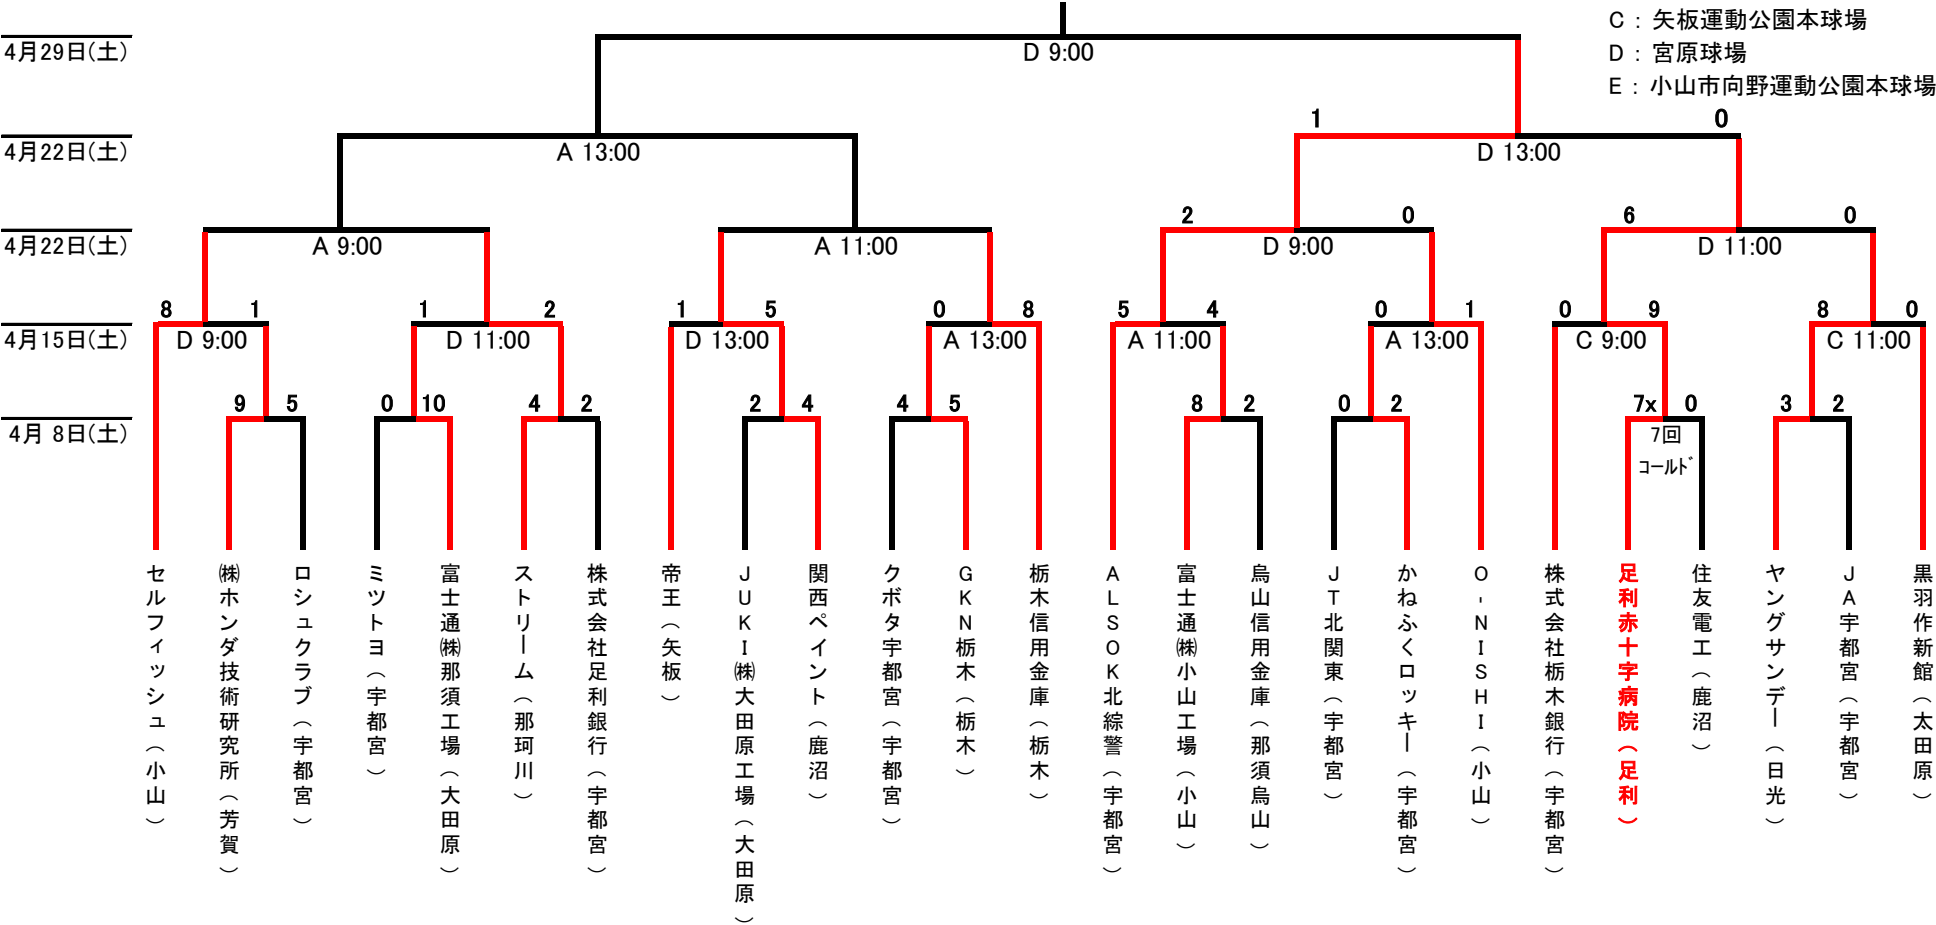 C : 矢板運動公園本球場
D : 宮原球場
E : 小山市向野運動公園本球場
4月29日(土)
D 9:00
1 0
4月22日(土)
A 13:00
D 13:00
2 0 6 0
4月22日(土)
A 9:00
A 11:00
D 9:00
D 11:00
8 1 1 2 1 5 0 8 5 4 0 1 0 9 8 0
4月15日(土)
D 9:00
D 11:00
D 13:00
A 13:00
A 11:00
A 13:00
C 9:00
C 11:00
9 5 0 10 4 2 2 4 4 5 8 2 0 2 7x 0 3 2
4月 8日(土)
7回
コールド
セルフィッシュ(小山)
㈱ホンダ技術研究所(芳賀)
ロシュクラブ(宇都宮)
ミツトヨ(宇都宮)
富士通㈱那須工場(大田原)
ストリーム(那珂川)
株式会社足利銀行(宇都宮)
帝王(矢板)
JUKI㈱大田原工場(大田原)
関西ペイント(鹿沼)
クボタ宇都宮(宇都宮)
GKN栃木(栃木)
栃木信用金庫(栃木)
ALSOK北綜警(宇都宮)
富士通㈱小山工場(小山)
烏山信用金庫(那須烏山)
JT北関東(宇都宮)
かねふくロッキー(宇都宮)
O-NISHI(小山)
株式会社栃木銀行(宇都宮)
足利赤十字病院(足利)
住友電工(鹿沼)
ヤングサンデー(日光)
JA宇都宮(宇都宮)
黒羽作新館(太田原)